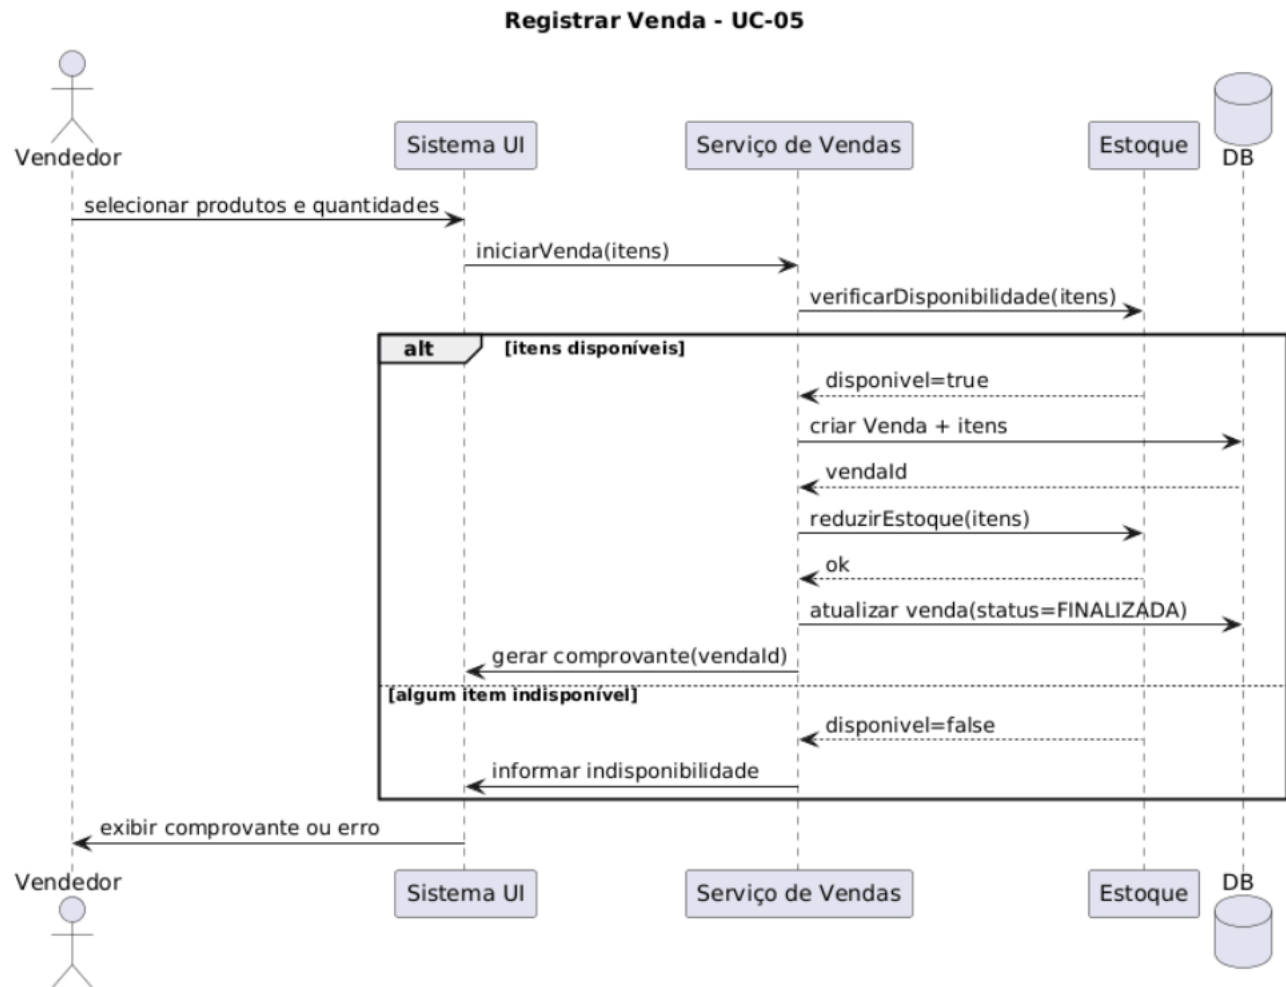 Registrar Venda - UC-05
Vendedor
Sistema UI
Serviço de Vendas
Estoque
DB
selecionar produtos e quantidades
iniciarVenda(itens)
verificarDisponibilidade(itens)
alt
[itens disponíveis]
disponivel=true
criar Venda + itens
vendaId
reduzirEstoque(itens)
ok
atualizar venda(status=FINALIZADA)
gerar comprovante(vendaId)
[algum item indisponível]
disponivel=false
informar indisponibilidade
exibir comprovante ou erro
Vendedor
Sistema UI
Serviço de Vendas
Estoque
DB